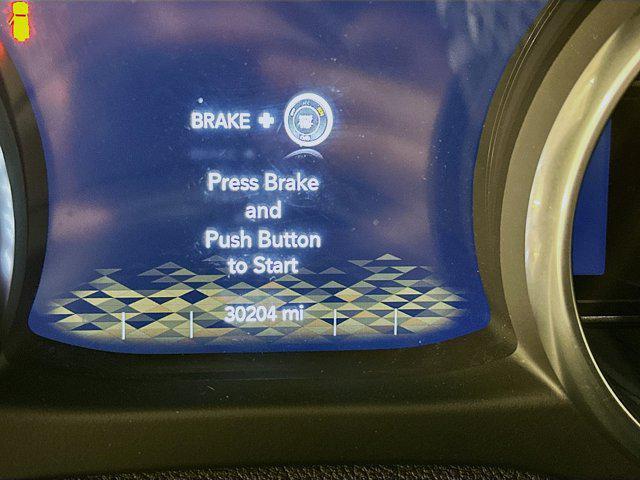 BRAKE +
Press Brake
and
Push Button
to Start
30204 mi